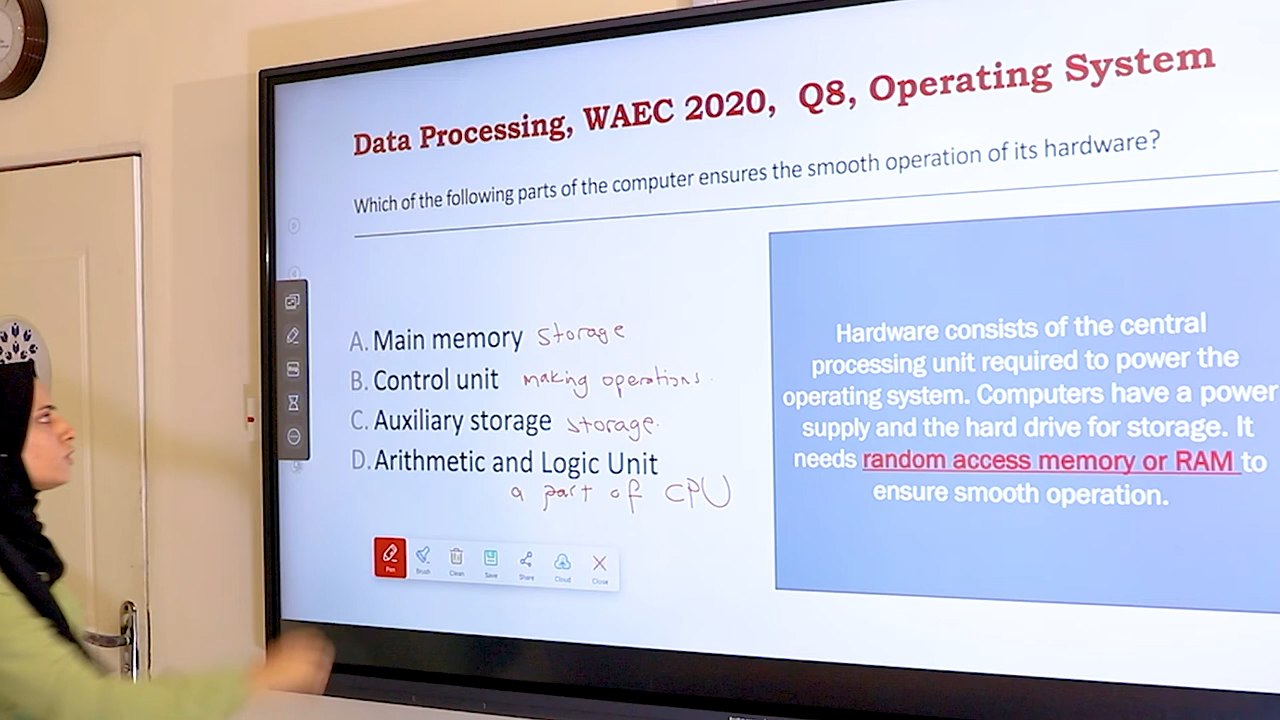 Data Processing, WAEC 2020, Q8, Operating System
Which of the following parts of the computer ensures the smooth operation of its hardware?
A. Main memory storage
B. Control unit making operations.
C. Auxiliary storage storage.
D. Arithmetic and Logic Unit
a part of CPU
Hardware consists of the central
processing unit required to power the
operating system. Computers have a power
supply and the hard drive for storage. It
needs random access memory or RAM to
ensure smooth operation.
Pen Brush Clean Save Share Cloud Close